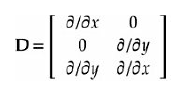 D = [ ∂/∂x 0
0 ∂/∂y
∂/∂y ∂/∂x ]